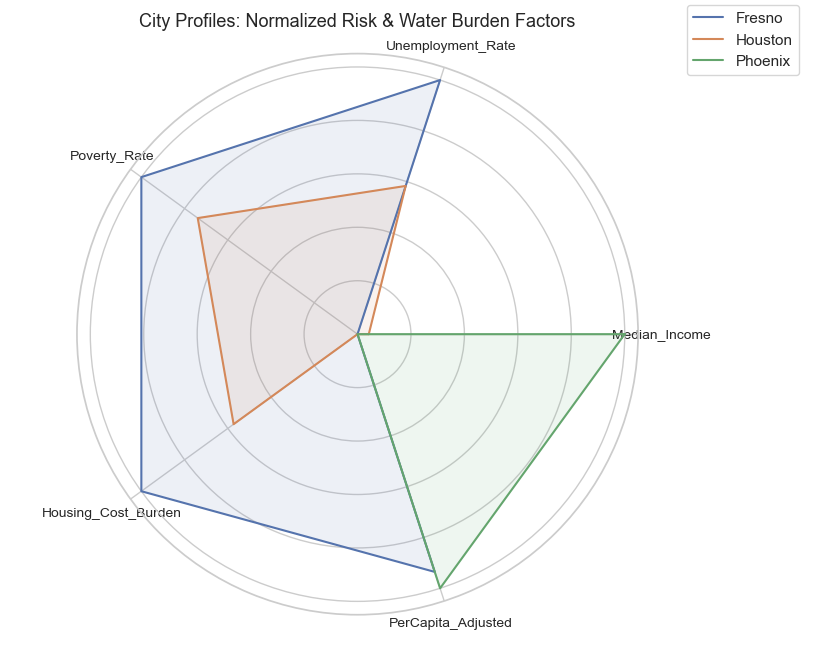 City Profiles: Normalized Risk & Water Burden Factors
Fresno
Houston
Phoenix
Unemployment_Rate
Poverty_Rate
Median_Income
Housing_Cost_Burden
PerCapita_Adjusted